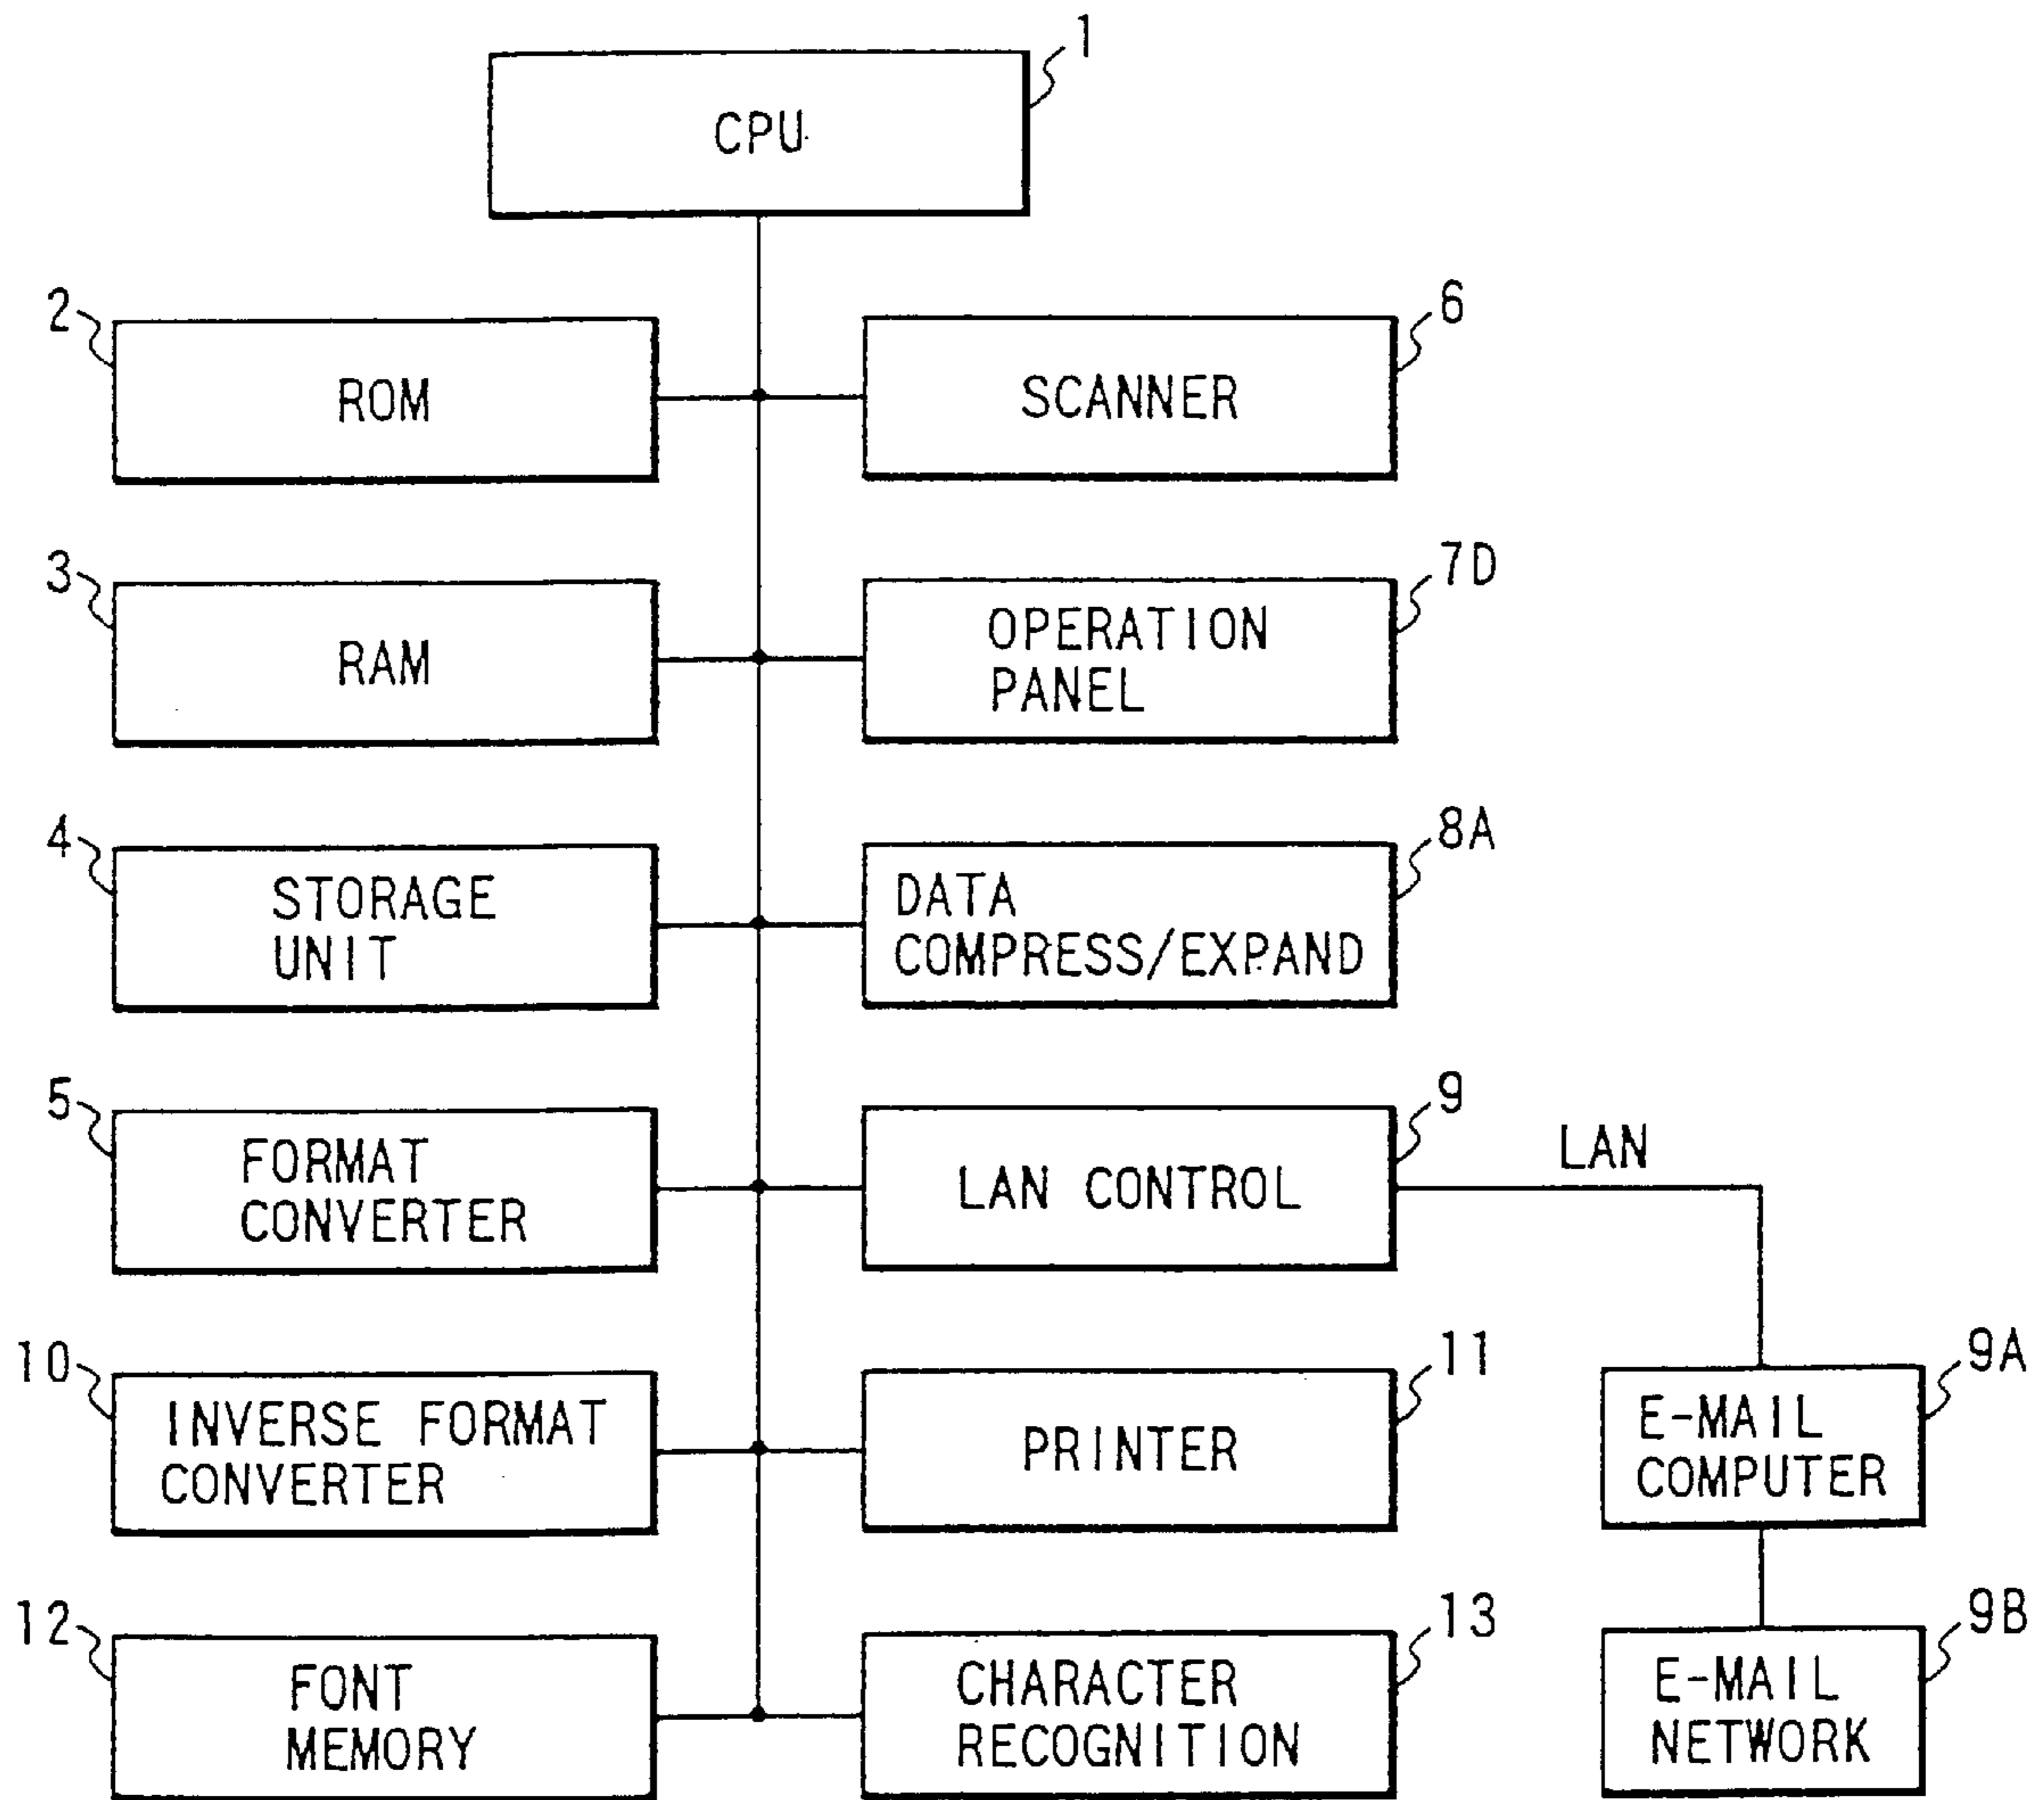 1
CPU
2
ROM
6
SCANNER
3
RAM
7D
OPERATION
PANEL
4
STORAGE
UNIT
8A
DATA
COMPRESS/EXPAND
5
FORMAT
CONVERTER
9
LAN CONTROL
LAN
10
INVERSE FORMAT
CONVERTER
11
PRINTER
9A
E-MAIL
COMPUTER
12
FONT
MEMORY
13
CHARACTER
RECOGNITION
9B
E-MAIL
NETWORK